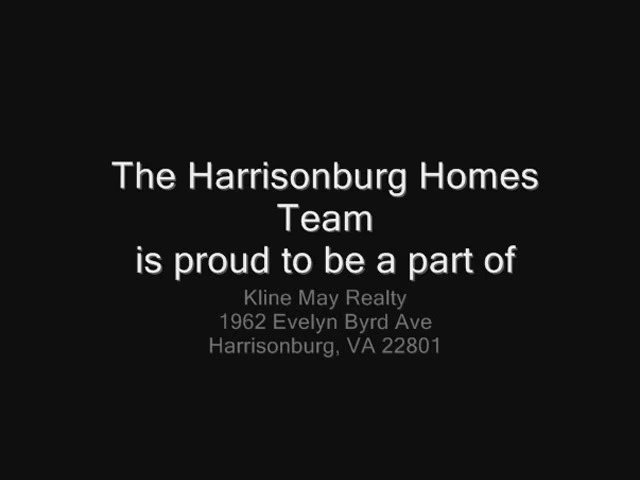 The Harrisonburg Homes
Team
is proud to be a part of
Kline May Realty
1962 Evelyn Byrd Ave
Harrisonburg, VA 22801